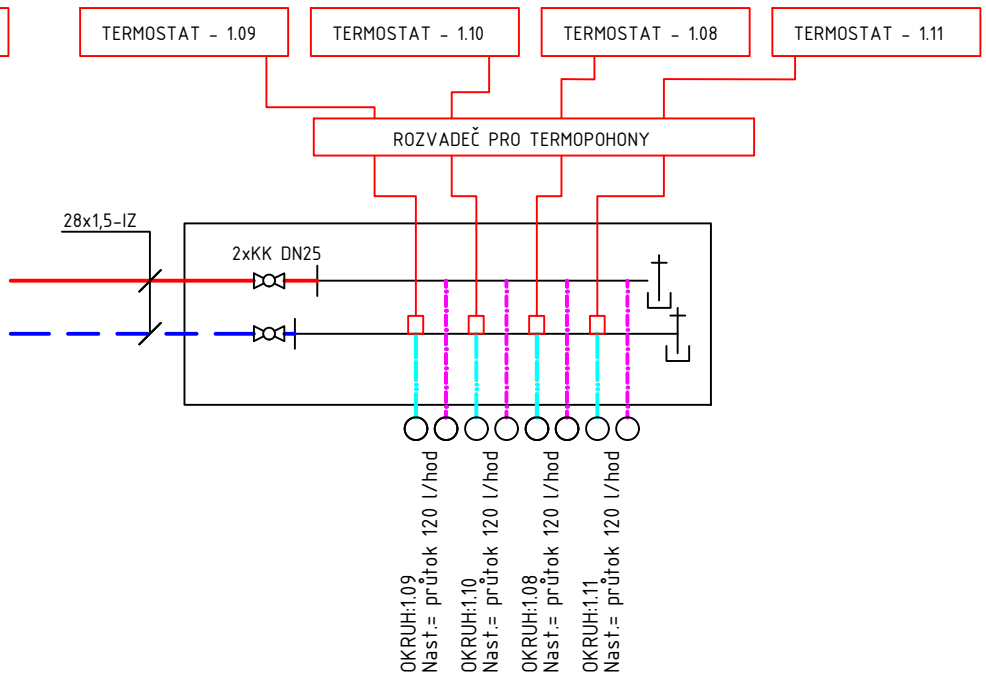 TERMOSTAT - 1.09
TERMOSTAT - 1.10
TERMOSTAT - 1.08
TERMOSTAT - 1.11
ROZVADEČ PRO TERMOPOHONY
28x1,5-IZ
2xKK DN25
OKRUH:1.09
Nast.= průtok 120 l/hod
OKRUH:1.10
Nast.= průtok 120 l/hod
OKRUH:1.08
Nast.= průtok 120 l/hod
OKRUH:1.11
Nast.= průtok 120 l/hod